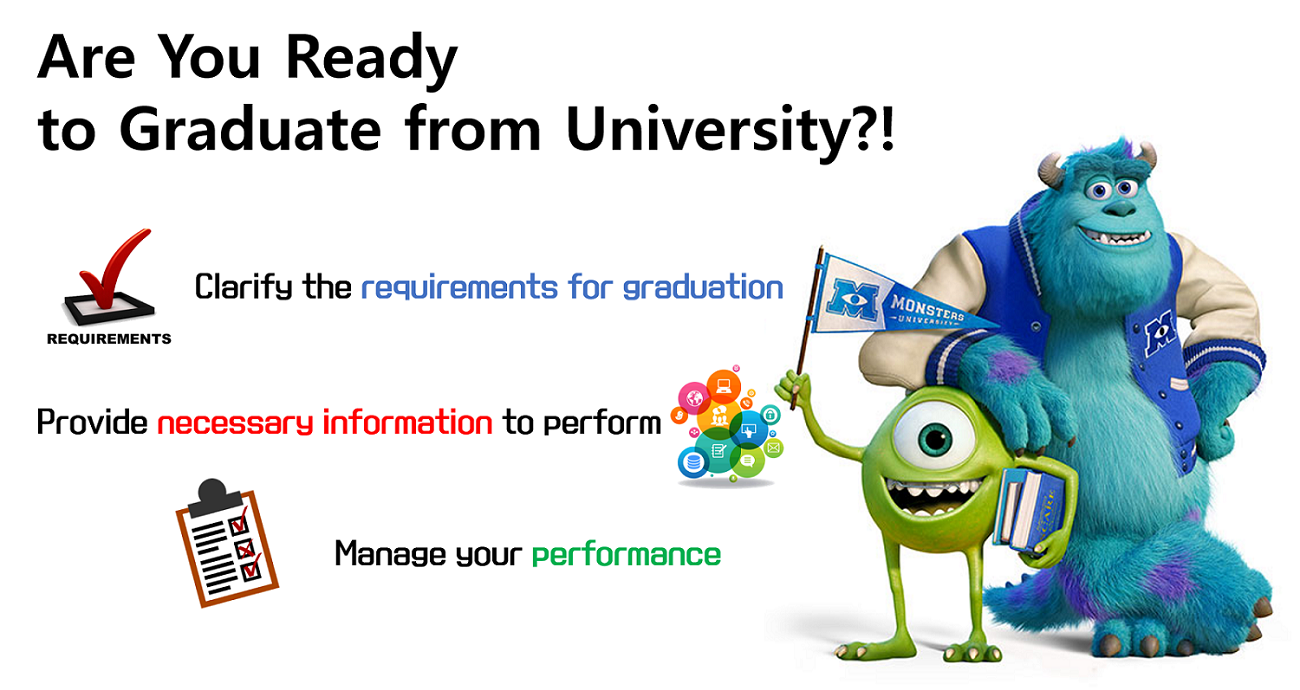 Are You Ready
to Graduate from University?!
REQUIREMENTS
Clarify the requirements for graduation
M
MONSTERS
UNIVERSITY
M
Provide necessary information to perform
CARE
Manage your performance